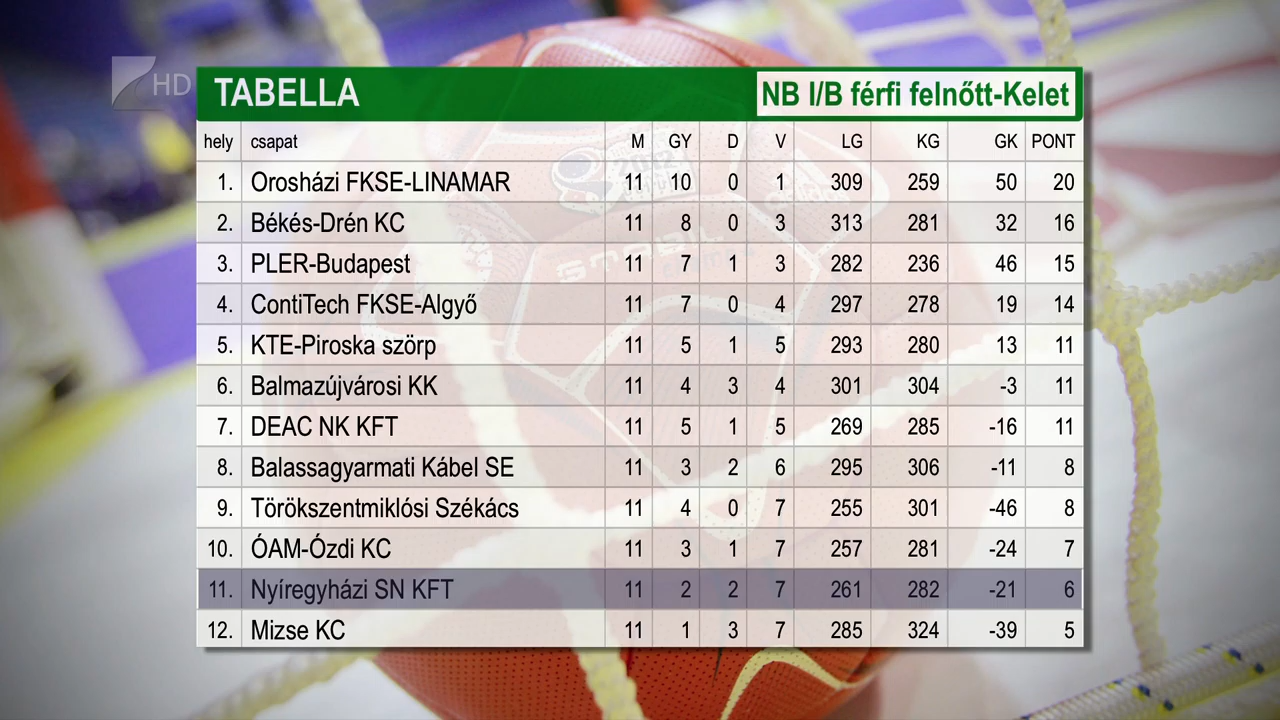 HD
TABELLA
NB I/B férfi felnőtt-Kelet
hely csapat M GY D V LG KG GK PONT
1. Orosházi FKSE-LINAMAR 11 10 0 1 309 259 50 20
2. Békés-Drén KC 11 8 0 3 313 281 32 16
3. PLER-Budapest 11 7 1 3 282 236 46 15
4. ContiTech FKSE-Algyő 11 7 0 4 297 278 19 14
5. KTE-Piroska szörp 11 5 1 5 293 280 13 11
6. Balmazújvárosi KK 11 4 3 4 301 304 -3 11
7. DEAC NK KFT 11 5 1 5 269 285 -16 11
8. Balassagyarmati Kábel SE 11 3 2 6 295 306 -11 8
9. Törökszentmiklósi Székács 11 4 0 7 255 301 -46 8
10. ÓAM-Ózdi KC 11 3 1 7 257 281 -24 7
11. Nyíregyházi SN KFT 11 2 2 7 261 282 -21 6
12. Mizse KC 11 1 3 7 285 324 -39 5